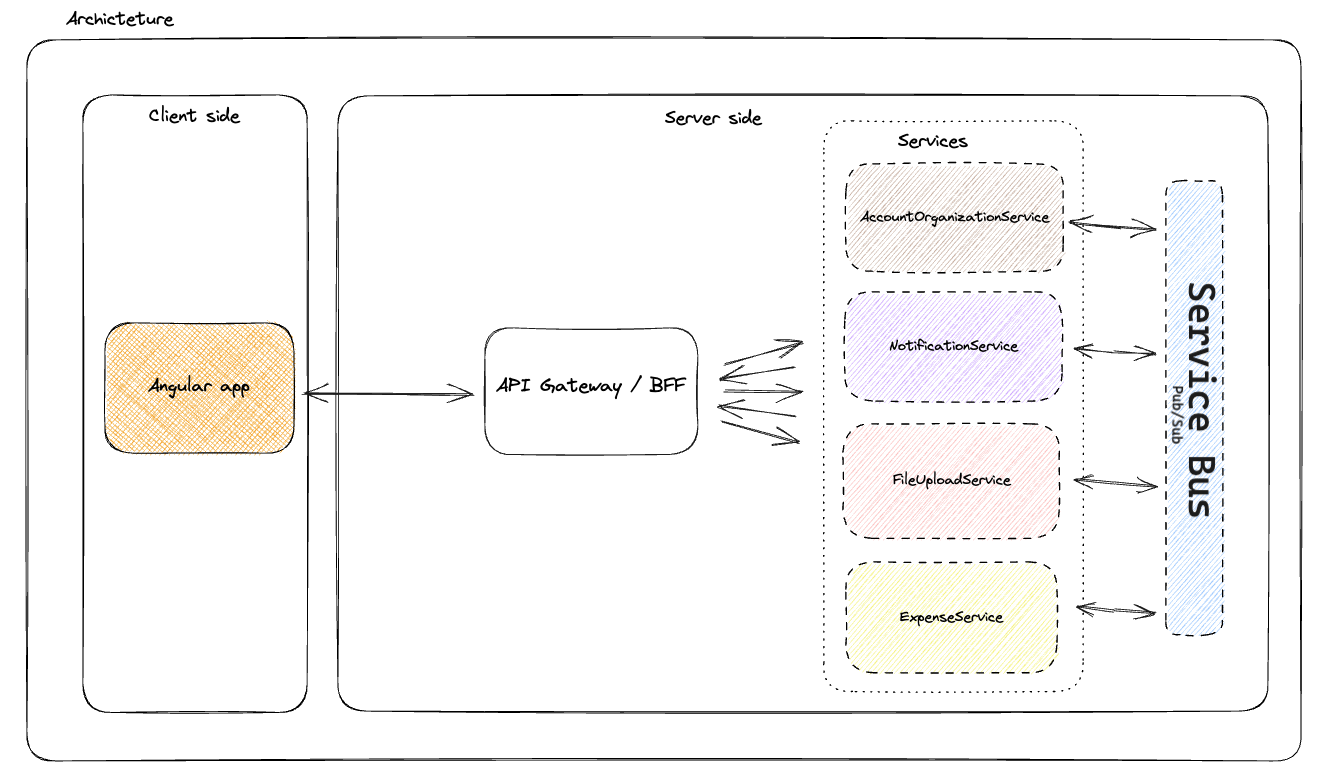 Archicteture
Client side
Angular app
Server side
API Gateway / BFF
Services
AccountOrganizationService
NotificationService
FileUploadService
ExpenseService
Service Bus
Pub/Sub